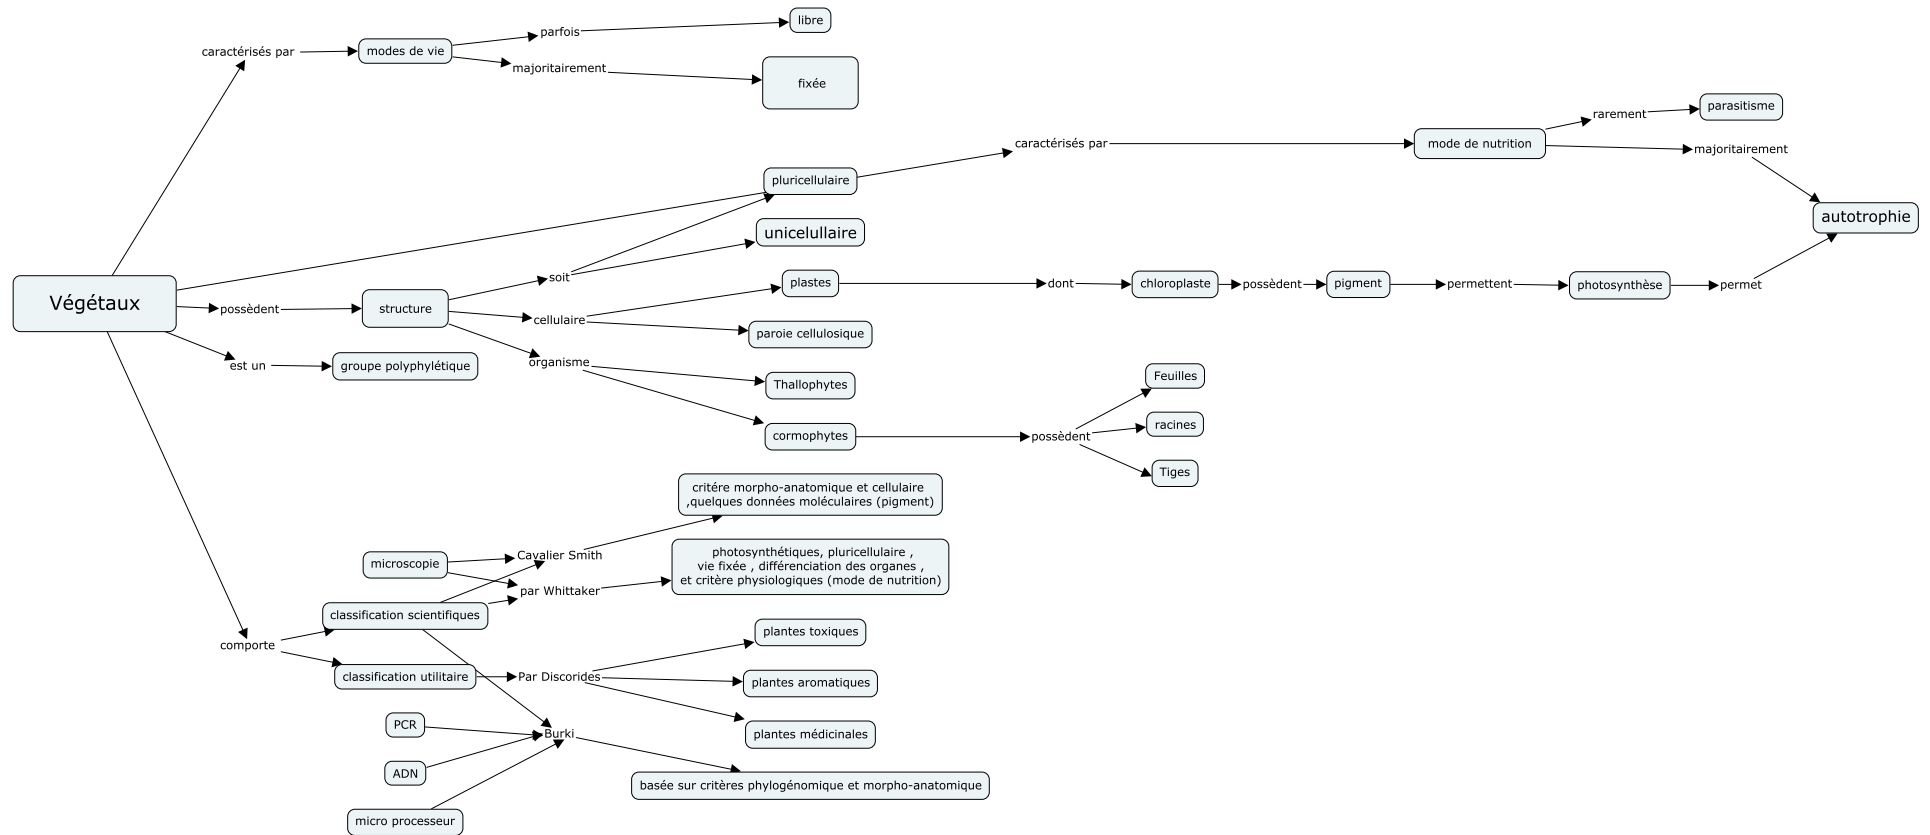 libre
parfois
caractérisés par
modes de vie
majoritairement
fixée
parasitisme
rarement
caractérisés par
mode de nutrition
majoritairement
pluricellulaire
autotrophie
unicelullaire
soit
plastes
dont
chloroplaste
possèdent
pigment
permettent
photosynthèse
permet
Végétaux
possèdent
structure
cellulaire
paroie cellulosique
est un
groupe polyphylétique
organisme
Thallophytes
Feuilles
racines
cormophytes
possèdent
Tiges
critére morpho-anatomique et cellulaire
,quelques données moléculaires (pigment)
microscopie
Cavalier Smith
photosynthétiques, pluricellulaire ,
vie fixée , différenciation des organes ,
et critère physiologiques (mode de nutrition)
par Whittaker
classification scientifiques
comporte
plantes toxiques
classification utilitaire
Par Discorides
plantes aromatiques
PCR
Burki
plantes médicinales
ADN
basée sur critères phylogénomique et morpho-anatomique
micro processeur